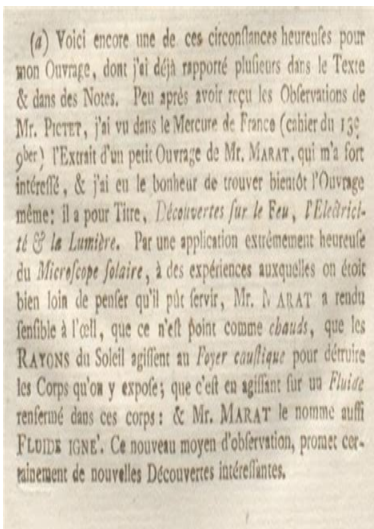 (a) Voici encore une de ces circonſtances heureuſes pour
mon Ouvrage, dont j'ai déjà rapporté pluſieurs dans le Texte
& dans des Notes. Peu après avoir reçu les Obſervations de
Mr. PICTET, j'ai vu dans le Mercure de France (cahier du 13e
9ber) l'Extrait d'un petit Ouvrage de Mr. MARAT, qui m'a fort
intéreſſé, & j'ai eu le bonheur de trouver bientôt l'Ouvrage
même: il a pour Titre, Découvertes ſur le Feu, l'Electrici-
té & la Lumière. Par une application extrêmement heureuſe
du Microſcope ſolaire, à des expériences auxquelles on étoit
bien loin de penſer qu'il pût ſervir, Mr. MARAT a rendu
ſenſible à l'œil, que ce n'eſt point comme chauds, que les
RAYONS du Soleil agiſſent au Foyer cauſtique pour détruire
les Corps qu'on y expoſe; que c'eſt en agiſſant ſur un Fluide
renfermé dans ces corps: & Mr. MARAT le nomme auſſi
FLUIDE IGNÉ. Ce nouveau moyen d'obſervation, promet cer-
tainement de nouvelles Découvertes intéreſſantes.